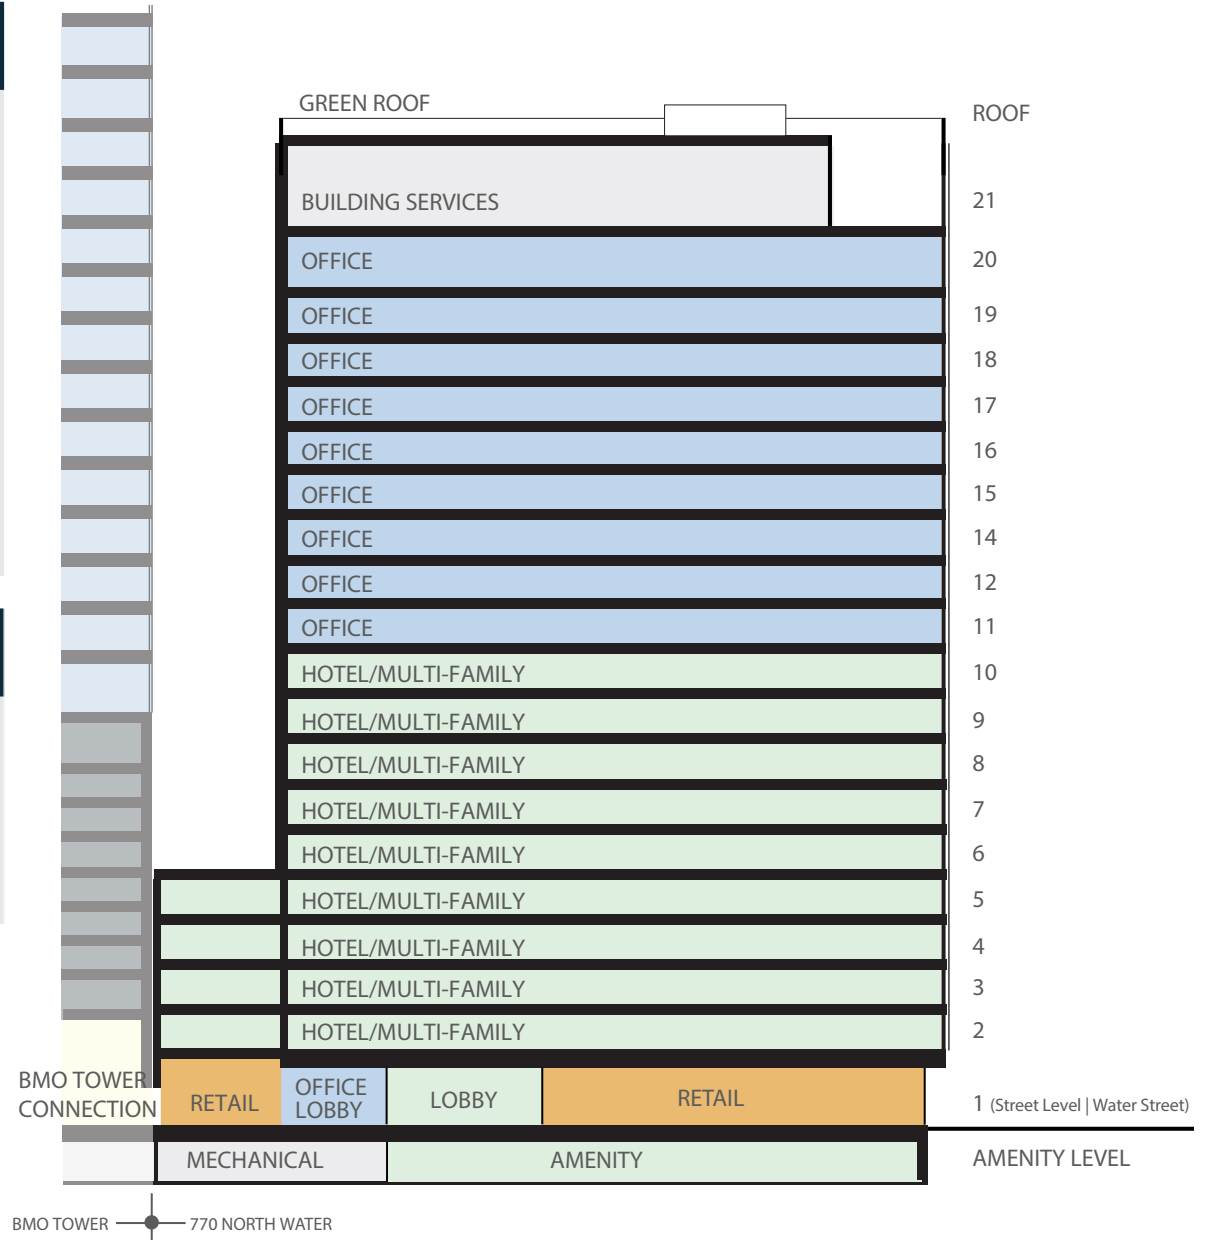 GREEN ROOF
ROOF
BUILDING SERVICES 21
OFFICE 20
OFFICE 19
OFFICE 18
OFFICE 17
OFFICE 16
OFFICE 15
OFFICE 14
OFFICE 12
OFFICE 11
HOTEL/MULTI-FAMILY 10
HOTEL/MULTI-FAMILY 9
HOTEL/MULTI-FAMILY 8
HOTEL/MULTI-FAMILY 7
HOTEL/MULTI-FAMILY 6
HOTEL/MULTI-FAMILY 5
HOTEL/MULTI-FAMILY 4
HOTEL/MULTI-FAMILY 3
HOTEL/MULTI-FAMILY 2
BMO TOWER
CONNECTION
RETAIL
OFFICE
LOBBY
LOBBY
RETAIL
1 (Street Level | Water Street)
MECHANICAL
AMENITY
AMENITY LEVEL
BMO TOWER
770 NORTH WATER